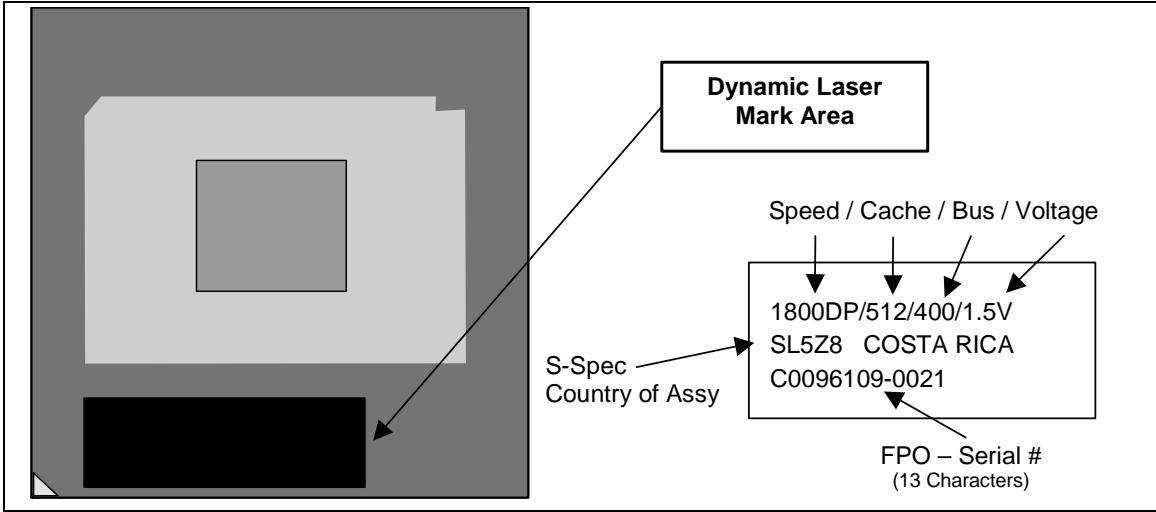 Dynamic Laser
Mark Area
Speed / Cache / Bus / Voltage
1800DP/512/400/1.5V
SL5Z8 COSTA RICA
C0096109-0021
S-Spec
Country of Assy
FPO – Serial #
(13 Characters)